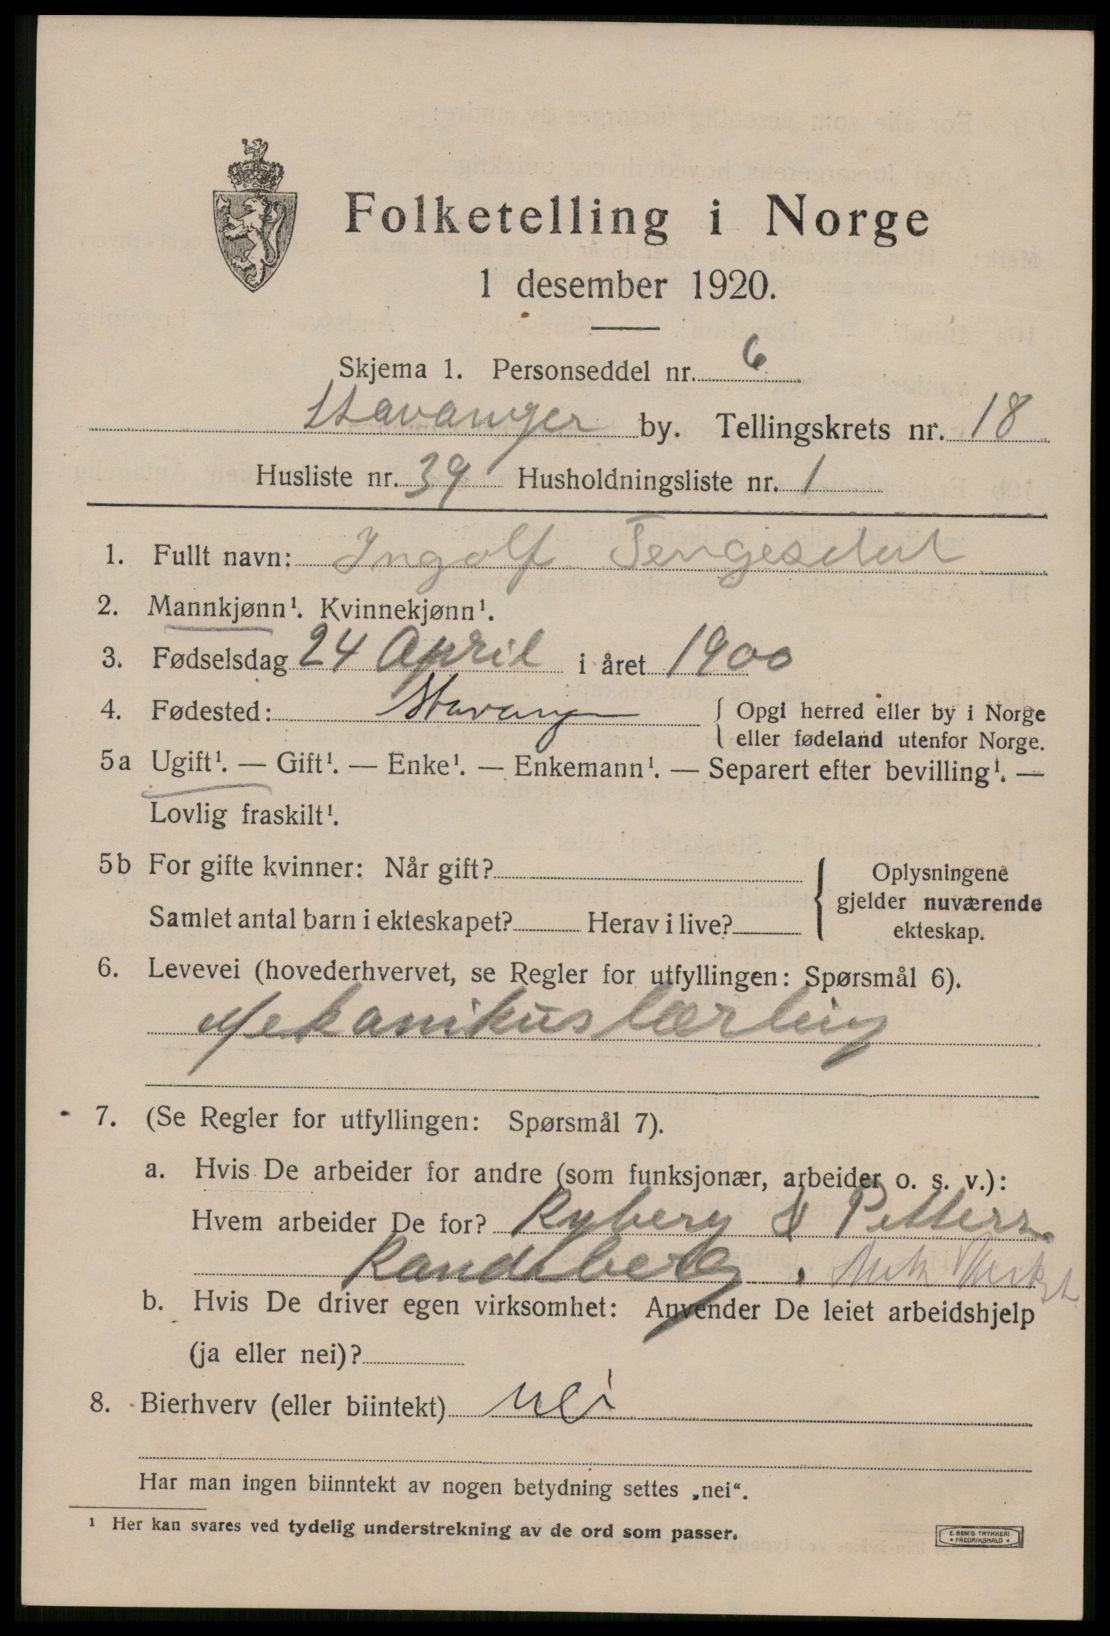 Folketelling i Norge
1 desember 1920.
Skjema 1. Personseddel nr. 6
Stavanger by. Tellingskrets nr. 18
Husliste nr. 39 Husholdningsliste nr. 1
1. Fullt navn: Ingolf Tengesdal
2. Mannkjønn¹. Kvinnekjønn¹.
3. Fødselsdag 24 April i året 1900
4. Fødested: Stavanger { Opgi herred eller by i Norge
eller fødeland utenfor Norge.
5a Ugift¹. — Gift¹. — Enke¹. — Enkemann¹. — Separert efter bevilling¹. —
Lovlig fraskilt¹.
5b For gifte kvinner: Når gift?
Samlet antal barn i ekteskapet? Herav i live?
{ Oplysningene
gjelder nuværende
ekteskap.
6. Levevei (hovederhvervet, se Regler for utfyllingen: Spørsmål 6).
Mekanikuslærling
7. (Se Regler for utfyllingen: Spørsmål 7).
a. Hvis De arbeider for andre (som funksjonær, arbeider o. s. v.):
Hvem arbeider De for? Ryberg & Petters.
Randeberg. Mek
b. Hvis De driver egen virksomhet: Anvender De leiet arbeidshjelp
(ja eller nei)?
8. Bierhverv (eller biintekt) nei
Har man ingen biinntekt av nogen betydning settes „nei“.
¹ Her kan svares ved tydelig understrekning av de ord som passer.
E. SEM'S TRYKKERI
• FREDRIKSHALD •